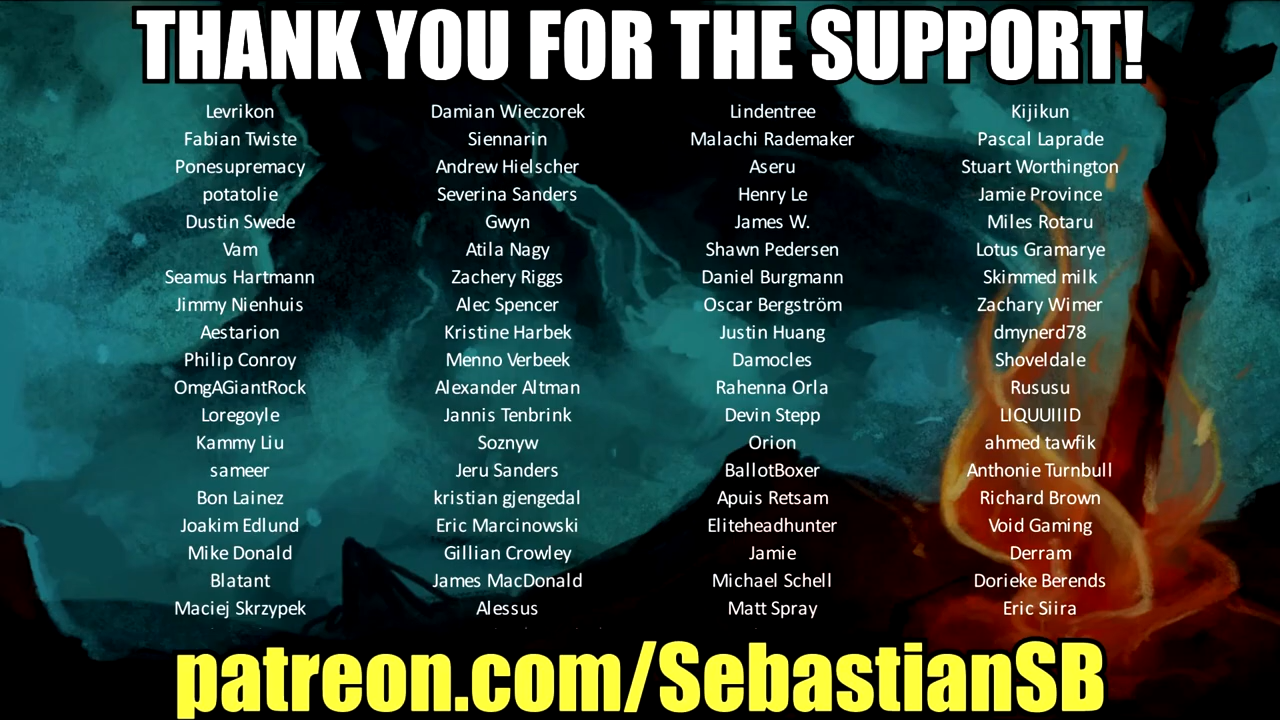 THANK YOU FOR THE SUPPORT!
Levrikon
Fabian Twiste
Ponesupremacy
potatolie
Dustin Swede
Vam
Seamus Hartmann
Jimmy Nienhuis
Aestarion
Philip Conroy
OmgAGiantRock
Loregoyle
Kammy Liu
sameer
Bon Lainez
Joakim Edlund
Mike Donald
Blatant
Maciej Skrzypek
Damian Wieczorek
Siennarin
Andrew Hielscher
Severina Sanders
Gwyn
Atila Nagy
Zachery Riggs
Alec Spencer
Kristine Harbek
Menno Verbeek
Alexander Altman
Jannis Tenbrink
Soznyw
Jeru Sanders
kristian gjengedal
Eric Marcinowski
Gillian Crowley
James MacDonald
Alessus
Lindentree
Malachi Rademaker
Aseru
Henry Le
James W.
Shawn Pedersen
Daniel Burgmann
Oscar Bergström
Justin Huang
Damocles
Rahenna Orla
Devin Stepp
Orion
BallotBoxer
Apuis Retsam
Eliteheadhunter
Jamie
Michael Schell
Matt Spray
Kijikun
Pascal Laprade
Stuart Worthington
Jamie Province
Miles Rotaru
Lotus Gramarye
Skimmed milk
Zachary Wimer
dmynerd78
Shoveldale
Rususu
LIQUUIIID
ahmed tawfik
Anthonie Turnbull
Richard Brown
Void Gaming
Derram
Dorieke Berends
Eric Siira
patreon.com/SebastianSB